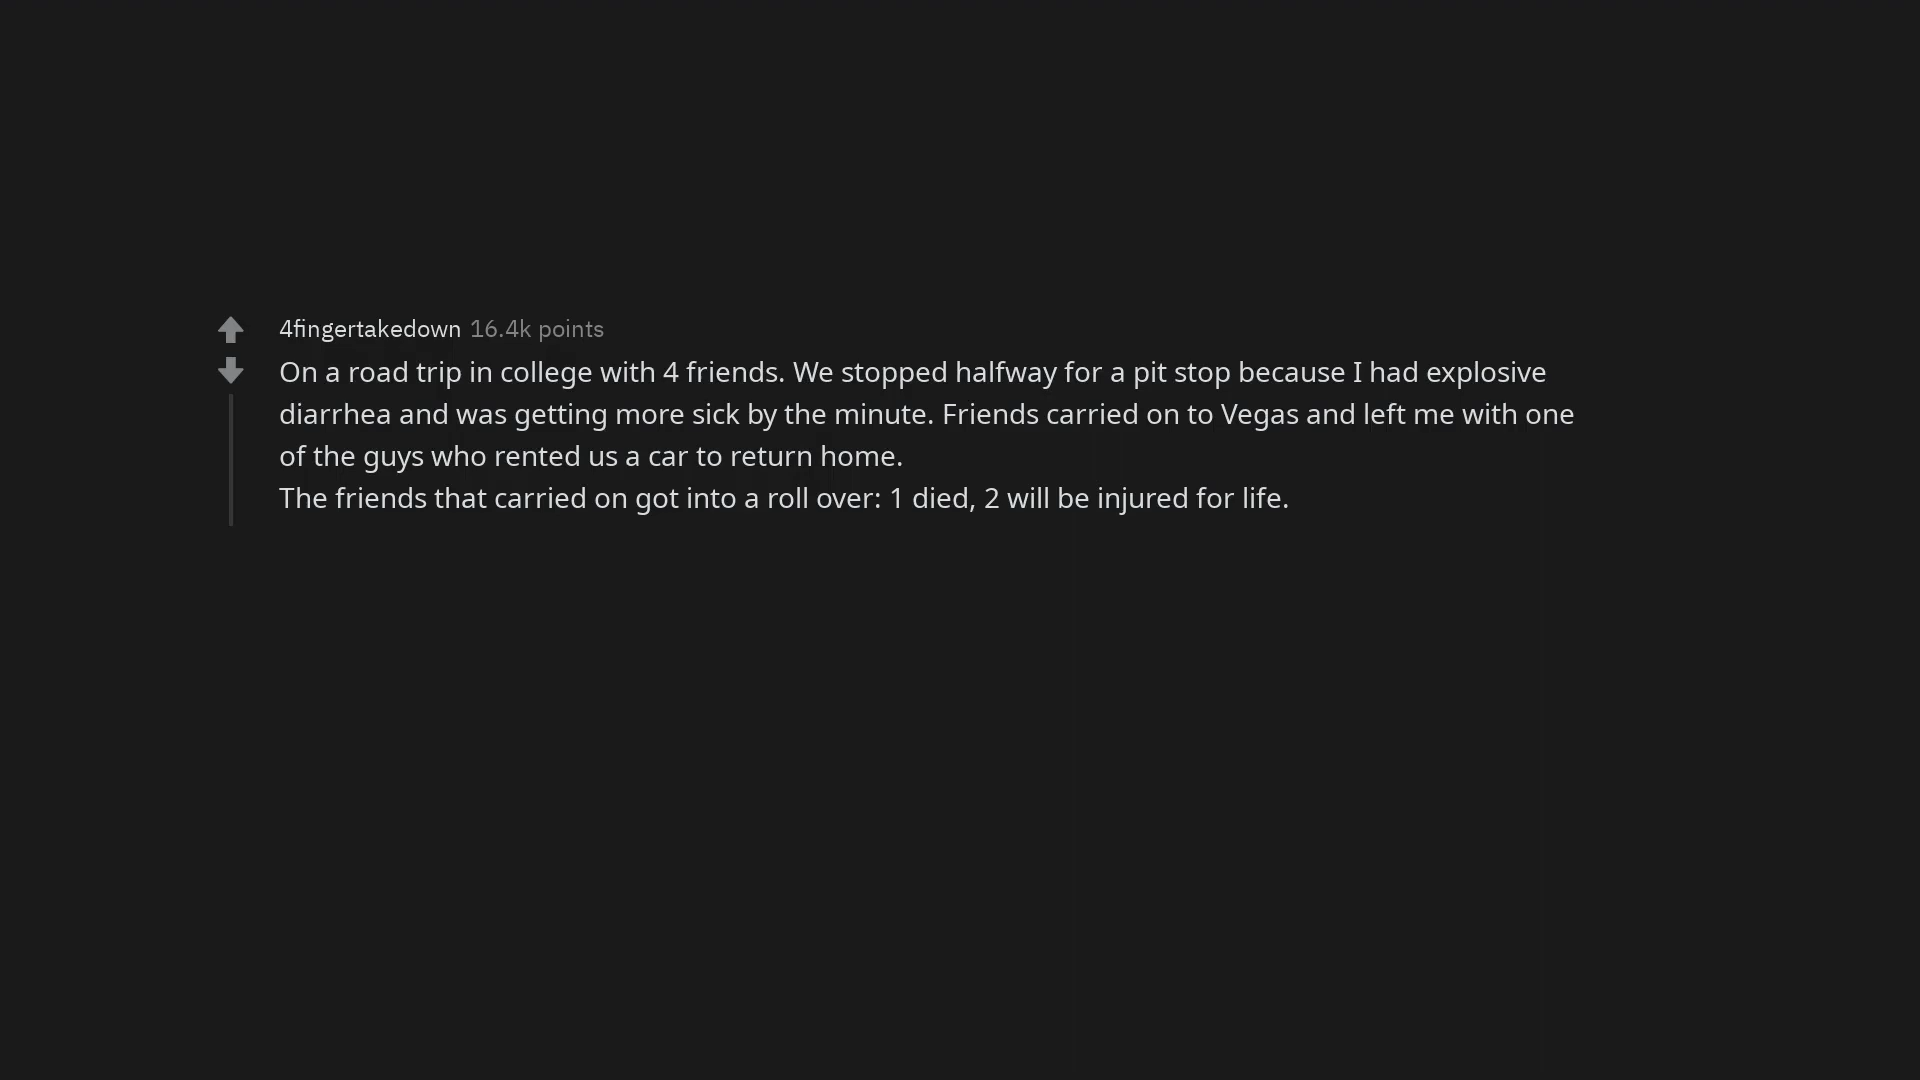 4fingertakedown 16.4k points
On a road trip in college with 4 friends. We stopped halfway for a pit stop because I had explosive
diarrhea and was getting more sick by the minute. Friends carried on to Vegas and left me with one
of the guys who rented us a car to return home.
The friends that carried on got into a roll over: 1 died, 2 will be injured for life.